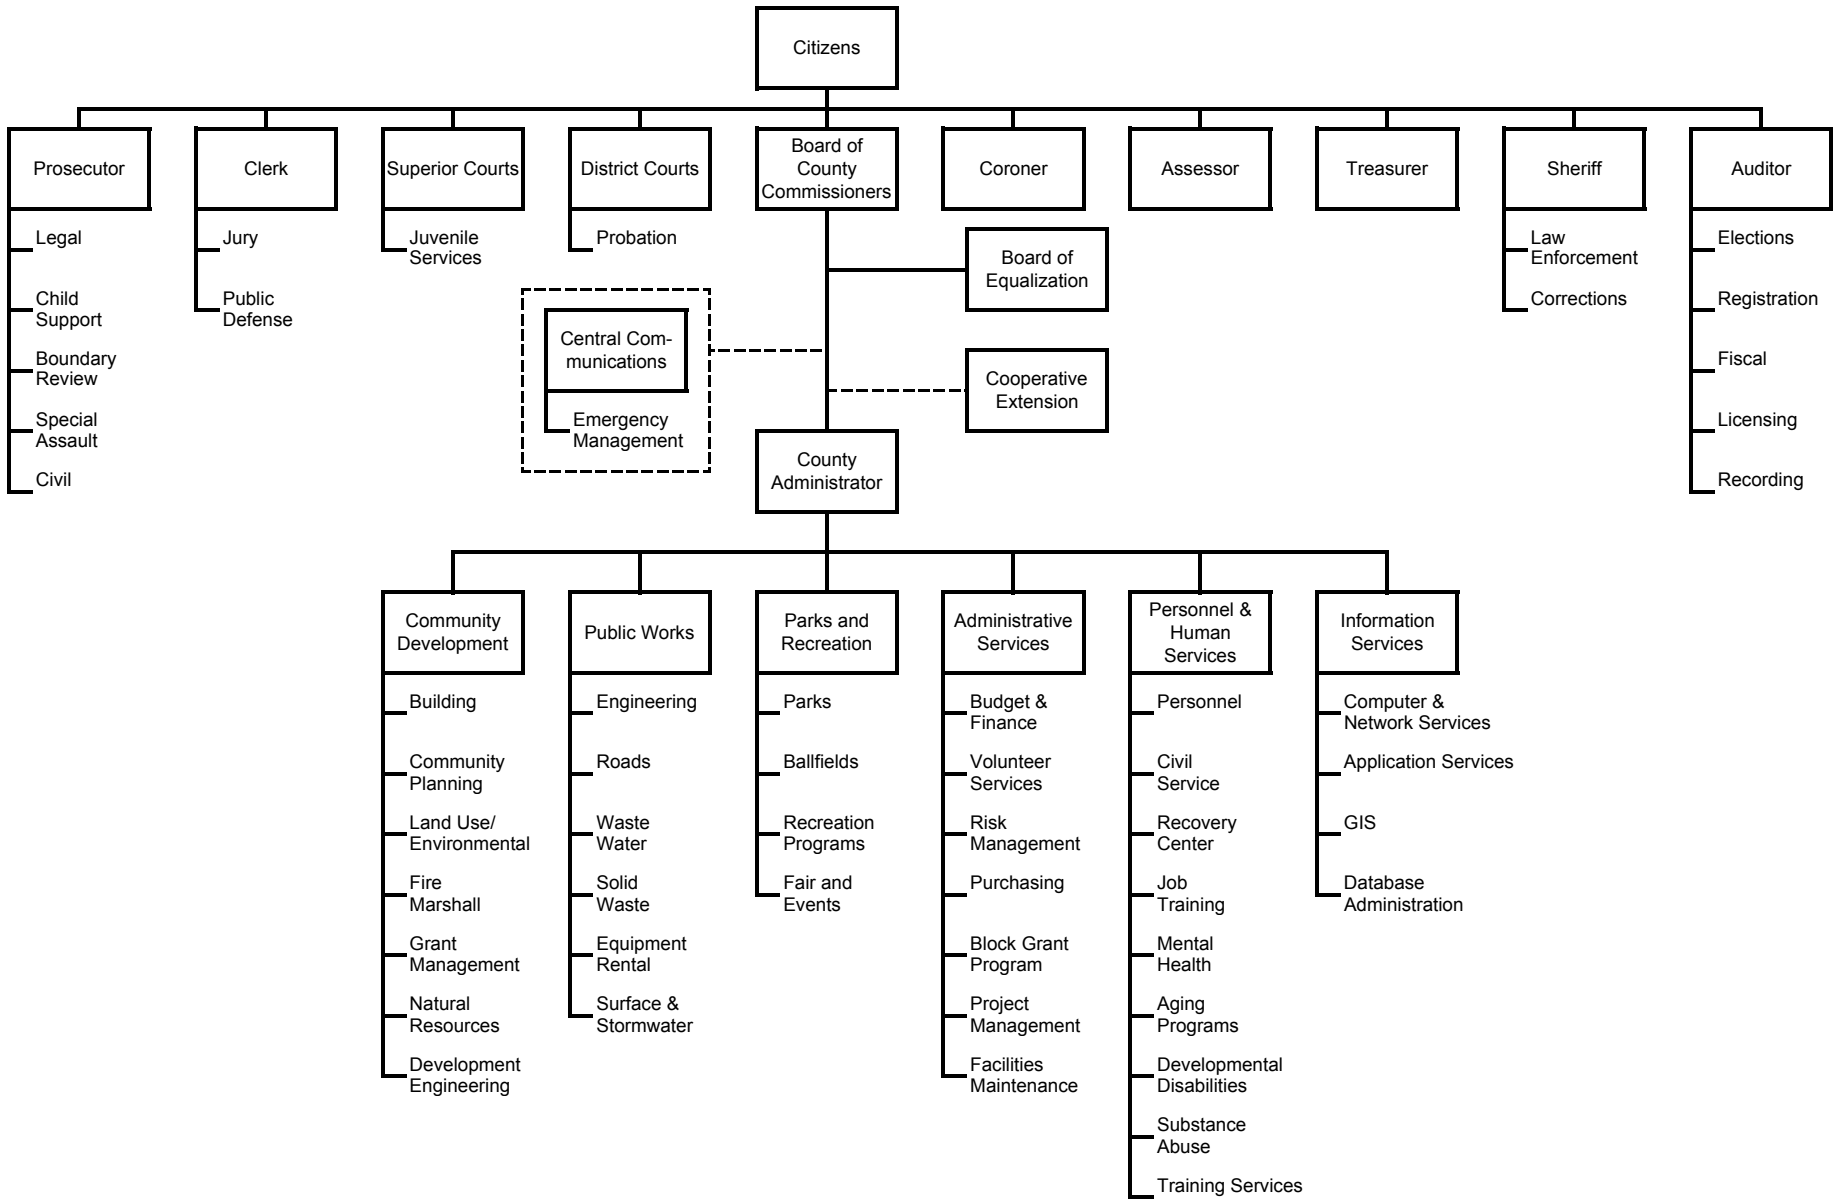 Citizens
Prosecutor
Clerk
Superior Courts
District Courts
Board of
County
Commissioners
Coroner
Assessor
Treasurer
Sheriff
Auditor
Legal
Child
Support
Boundary
Review
Special
Assault
Civil
Jury
Public
Defense
Juvenile
Services
Probation
Board of
Equalization
Central Com-
munications
Emergency
Management
Cooperative
Extension
Law
Enforcement
Corrections
Elections
Registration
Fiscal
Licensing
Recording
County
Administrator
Community
Development
Building
Community
Planning
Land Use/
Environmental
Fire
Marshall
Grant
Management
Natural
Resources
Development
Engineering
Public Works
Engineering
Roads
Waste
Water
Solid
Waste
Equipment
Rental
Surface &
Stormwater
Parks and
Recreation
Parks
Ballfields
Recreation
Programs
Fair and
Events
Administrative
Services
Budget &
Finance
Volunteer
Services
Risk
Management
Purchasing
Block Grant
Program
Project
Management
Facilities
Maintenance
Personnel &
Human
Services
Personnel
Civil
Service
Recovery
Center
Job
Training
Mental
Health
Aging
Programs
Developmental
Disabilities
Substance
Abuse
Training Services
Information
Services
Computer &
Network Services
Application Services
GIS
Database
Administration